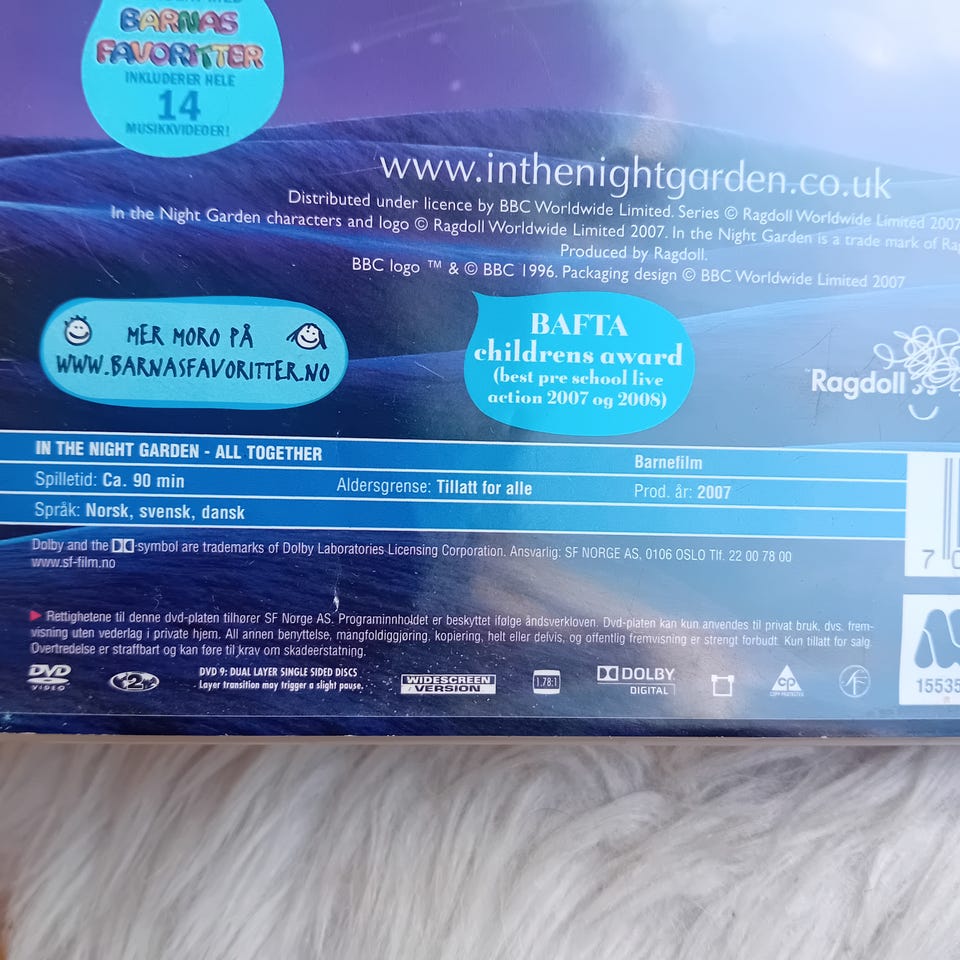 BARNAS
FAVORITTER
INKLUDERER HELE
14
MUSIKKVIDEOER!
www.inthenightgarden.co.uk
Distributed under licence by BBC Worldwide Limited. Series © Ragdoll Worldwide Limited 2007
In the Night Garden characters and logo © Ragdoll Worldwide Limited 2007. In the Night Garden is a trade mark of
Produced by Ragdoll.
BBC logo ™ & © BBC 1996. Packaging design © BBC Worldwide Limited 2007
MER MORO PÅ
WWW.BARNASFAVORITTER.NO
BAFTA
childrens award
(best pre school live
action 2007 og 2008)
Ragdoll
IN THE NIGHT GARDEN - ALL TOGETHER
Barnefilm
Spilletid: Ca. 90 min
Aldersgrense: Tillatt for alle
Prod. år: 2007
Språk: Norsk, svensk, dansk
Dolby and the DD-symbol are trademarks of Dolby Laboratories Licensing Corporation. Ansvarlig: SF NORGE AS, 0106 OSLO Tlf. 22 00 78 00
www.sf-film.no
Rettighetene til denne dvd-platen tilhører SF Norge AS. Programinnholdet er beskyttet ifølge åndsverkloven. Dvd-platen kan kun anvendes til privat bruk, dvs. frem-
visning uten vederlag i private hjem. All annen benyttelse, mangfoldiggjøring, kopiering, helt eller delvis, og offentlig fremvisning er strengt forbudt. Kun tillatt for salg.
Overtredelse er straffbart og kan føre til krav om skadeerstatning.
DVD
VIDEO
2
DVD 9: DUAL LAYER SINGLE SIDED DISCS
Layer transition may trigger a slight pause.
WIDESCREEN
VERSION
1.78:1
DOLBY
DIGITAL
CP
COPY PROTECTED
7
15535